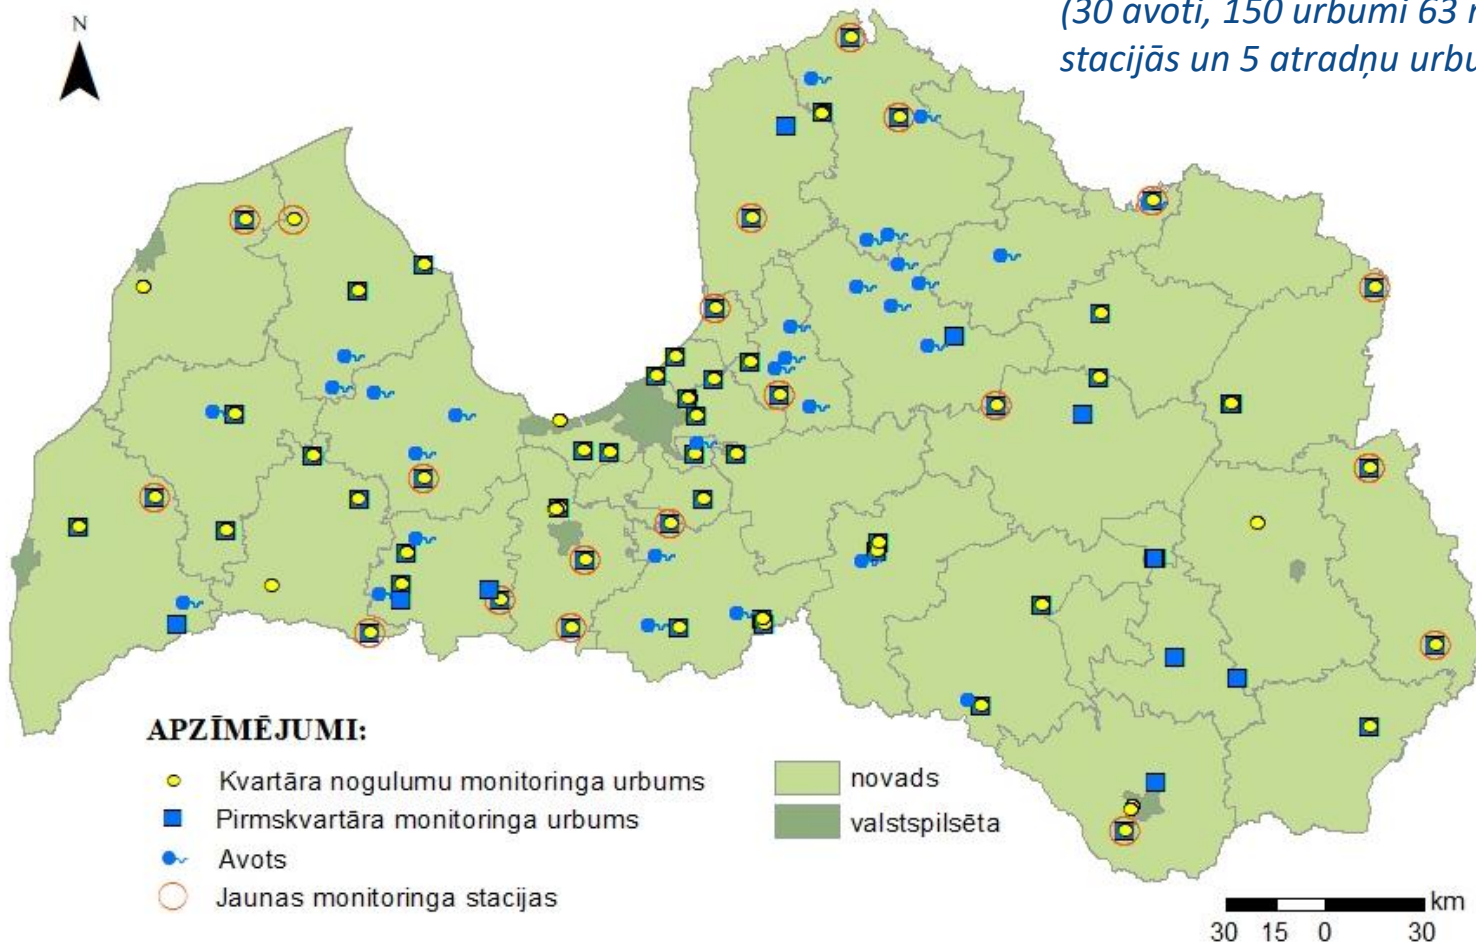 (30 avoti, 150 urbumi 63
stacijās un 5 atradņu
N
APZĪMĒJUMI:
Kvartāra nogulumu monitoringa urbums
Pirmskvartāra monitoringa urbums
Avots
Jaunas monitoringa stacijas
novads
valstspilsēta
km
30 15 0 30